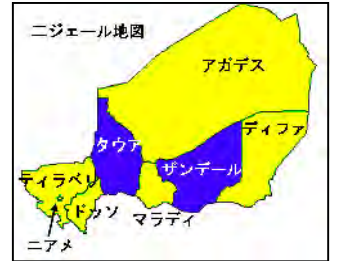 ニジェール地図
アガデス
ディファ
タウア
ザンデール
ティラベリ
ドッソ
マラディ
ニアメ